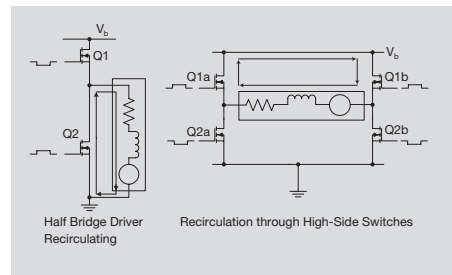 Vb
Q1
Q2
Half Bridge Driver
Recirculating
Vb
Q1a
Q1b
Q2a
Q2b
Recirculation through High-Side Switches